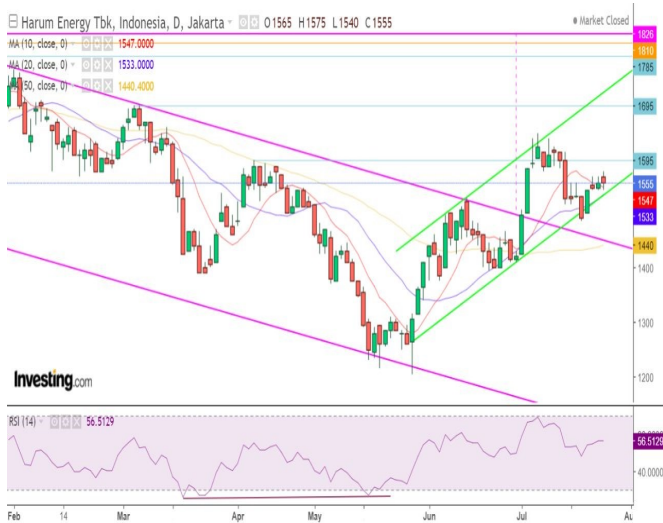 Harum Energy Tbk, Indonesia, D, Jakarta O1565 H1575 L1540 C1555
Market Closed
MA (10, close, 0) 1547.0000
MA (20, close, 0) 1533.0000
(50, close, 0) 1440.4000
1826
1810
1785
1695
1595
1555
1547
1533
1440
1400
1300
1200
Investing.com
RSI (14) 56.5129
56.5129
40.0000
Feb 14 Mar Apr May Jun Jul Au